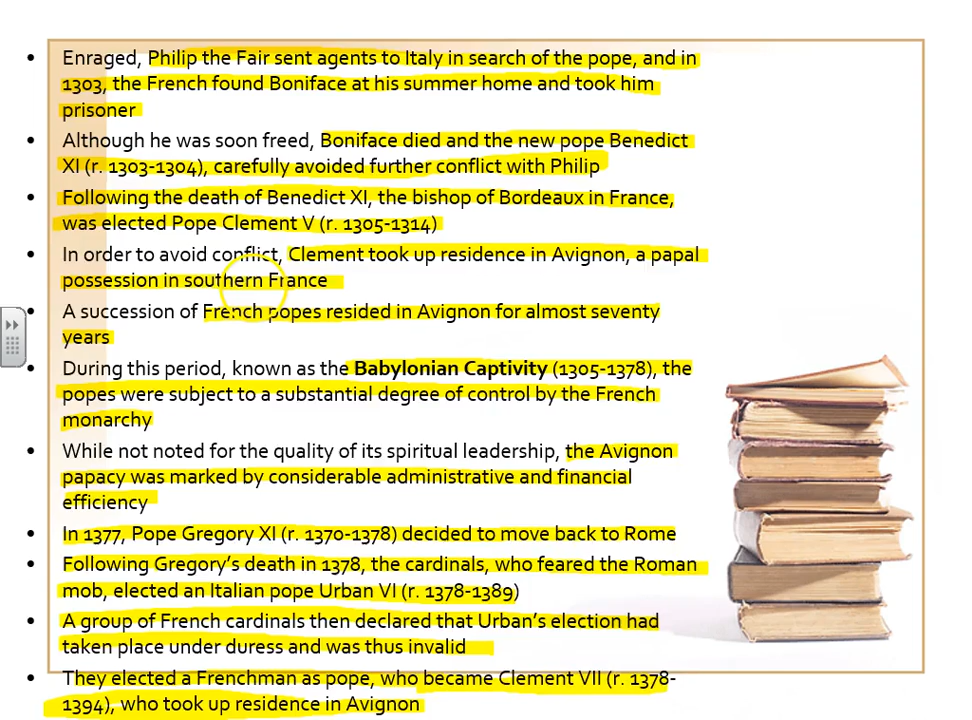 • Enraged, Philip the Fair sent agents to Italy in search of the pope, and in
1303, the French found Boniface at his summer home and took him
prisoner
• Although he was soon freed, Boniface died and the new pope Benedict
XI (r. 1303-1304), carefully avoided further conflict with Philip
• Following the death of Benedict XI, the bishop of Bordeaux in France,
was elected Pope Clement V (r. 1305-1314)
• In order to avoid conflict, Clement took up residence in Avignon, a papal
possession in southern France
• A succession of French popes resided in Avignon for almost seventy
years
• During this period, known as the Babylonian Captivity (1305-1378), the
popes were subject to a substantial degree of control by the French
monarchy
• While not noted for the quality of its spiritual leadership, the Avignon
papacy was marked by considerable administrative and financial
efficiency
• In 1377, Pope Gregory XI (r. 1370-1378) decided to move back to Rome
• Following Gregory's death in 1378, the cardinals, who feared the Roman
mob, elected an Italian pope Urban VI (r. 1378-1389)
• A group of French cardinals then declared that Urban's election had
taken place under duress and was thus invalid
• They elected a Frenchman as pope, who became Clement VII (r. 1378-
1394), who took up residence in Avignon